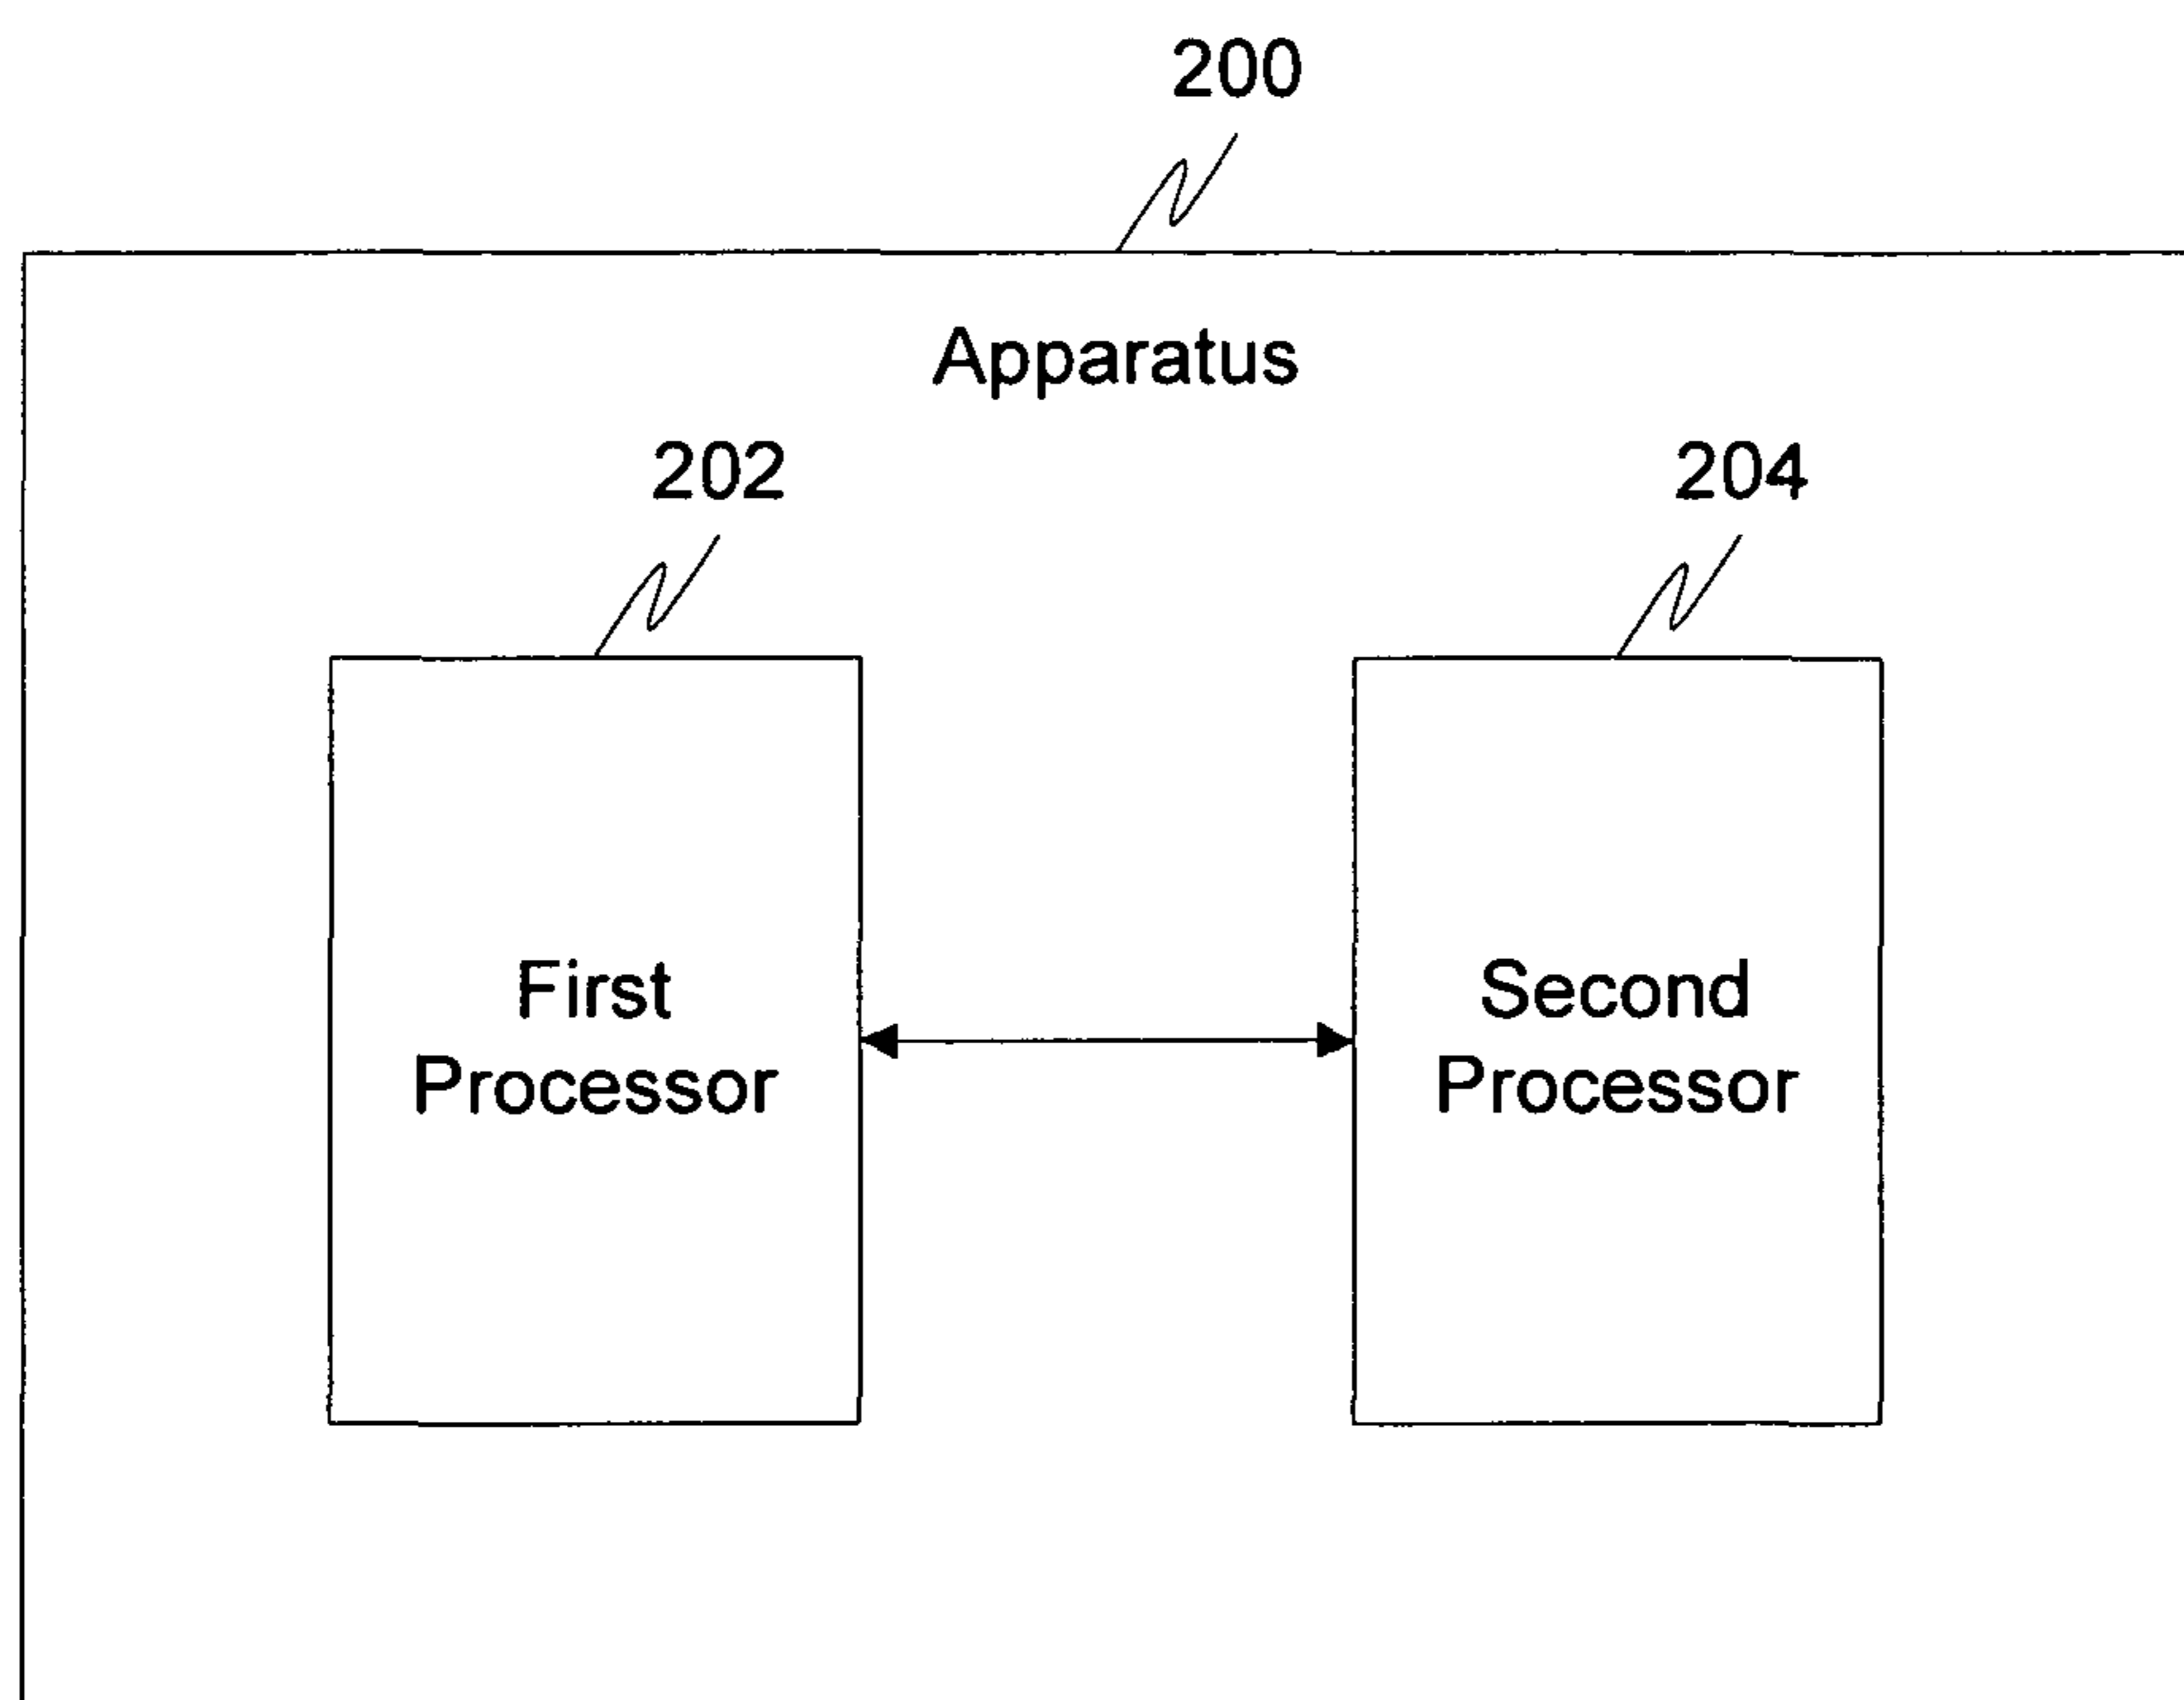 200
Apparatus
202
204
First
Processor
Second
Processor